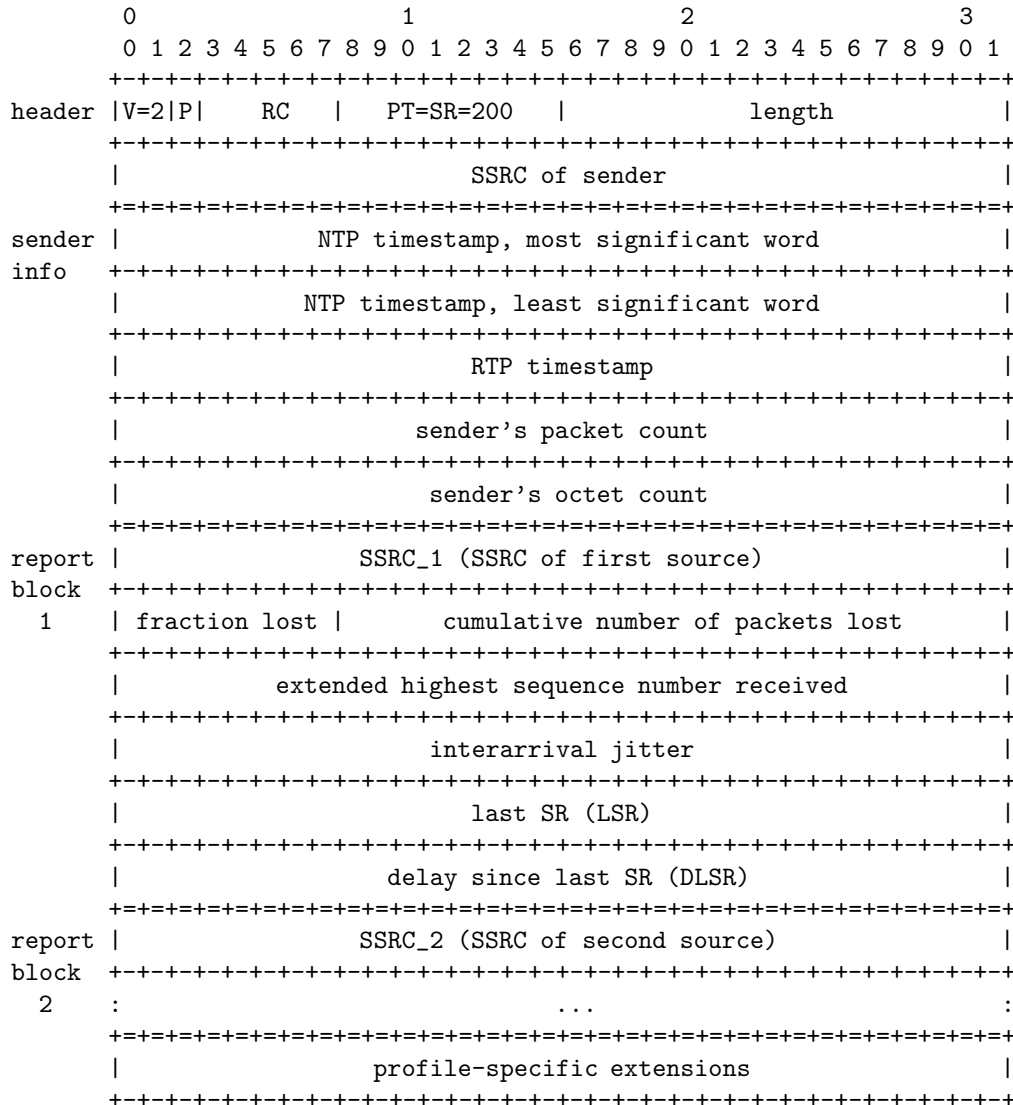 0                   1                   2                   3
        0 1 2 3 4 5 6 7 8 9 0 1 2 3 4 5 6 7 8 9 0 1 2 3 4 5 6 7 8 9 0 1
       +-+-+-+-+-+-+-+-+-+-+-+-+-+-+-+-+-+-+-+-+-+-+-+-+-+-+-+-+-+-+-+-+
header |V=2|P|    RC   |   PT=SR=200   |             length            |
       +-+-+-+-+-+-+-+-+-+-+-+-+-+-+-+-+-+-+-+-+-+-+-+-+-+-+-+-+-+-+-+-+
       |                         SSRC of sender                        |
       +=+=+=+=+=+=+=+=+=+=+=+=+=+=+=+=+=+=+=+=+=+=+=+=+=+=+=+=+=+=+=+=+
sender |              NTP timestamp, most significant word             |
info   +-+-+-+-+-+-+-+-+-+-+-+-+-+-+-+-+-+-+-+-+-+-+-+-+-+-+-+-+-+-+-+-+
       |             NTP timestamp, least significant word             |
       +-+-+-+-+-+-+-+-+-+-+-+-+-+-+-+-+-+-+-+-+-+-+-+-+-+-+-+-+-+-+-+-+
       |                         RTP timestamp                         |
       +-+-+-+-+-+-+-+-+-+-+-+-+-+-+-+-+-+-+-+-+-+-+-+-+-+-+-+-+-+-+-+-+
       |                     sender's packet count                     |
       +-+-+-+-+-+-+-+-+-+-+-+-+-+-+-+-+-+-+-+-+-+-+-+-+-+-+-+-+-+-+-+-+
       |                      sender's octet count                     |
       +=+=+=+=+=+=+=+=+=+=+=+=+=+=+=+=+=+=+=+=+=+=+=+=+=+=+=+=+=+=+=+=+
report |                 SSRC_1 (SSRC of first source)                 |
block  +-+-+-+-+-+-+-+-+-+-+-+-+-+-+-+-+-+-+-+-+-+-+-+-+-+-+-+-+-+-+-+-+
  1    | fraction lost |       cumulative number of packets lost       |
       +-+-+-+-+-+-+-+-+-+-+-+-+-+-+-+-+-+-+-+-+-+-+-+-+-+-+-+-+-+-+-+-+
       |           extended highest sequence number received           |
       +-+-+-+-+-+-+-+-+-+-+-+-+-+-+-+-+-+-+-+-+-+-+-+-+-+-+-+-+-+-+-+-+
       |                      interarrival jitter                      |
       +-+-+-+-+-+-+-+-+-+-+-+-+-+-+-+-+-+-+-+-+-+-+-+-+-+-+-+-+-+-+-+-+
       |                         last SR (LSR)                         |
       +-+-+-+-+-+-+-+-+-+-+-+-+-+-+-+-+-+-+-+-+-+-+-+-+-+-+-+-+-+-+-+-+
       |                   delay since last SR (DLSR)                  |
       +=+=+=+=+=+=+=+=+=+=+=+=+=+=+=+=+=+=+=+=+=+=+=+=+=+=+=+=+=+=+=+=+
report |                 SSRC_2 (SSRC of second source)                |
block  +-+-+-+-+-+-+-+-+-+-+-+-+-+-+-+-+-+-+-+-+-+-+-+-+-+-+-+-+-+-+-+-+
  2    :                               ...                             :
       +=+=+=+=+=+=+=+=+=+=+=+=+=+=+=+=+=+=+=+=+=+=+=+=+=+=+=+=+=+=+=+=+
       |                  profile-specific extensions                  |
       +-+-+-+-+-+-+-+-+-+-+-+-+-+-+-+-+-+-+-+-+-+-+-+-+-+-+-+-+-+-+-+-+